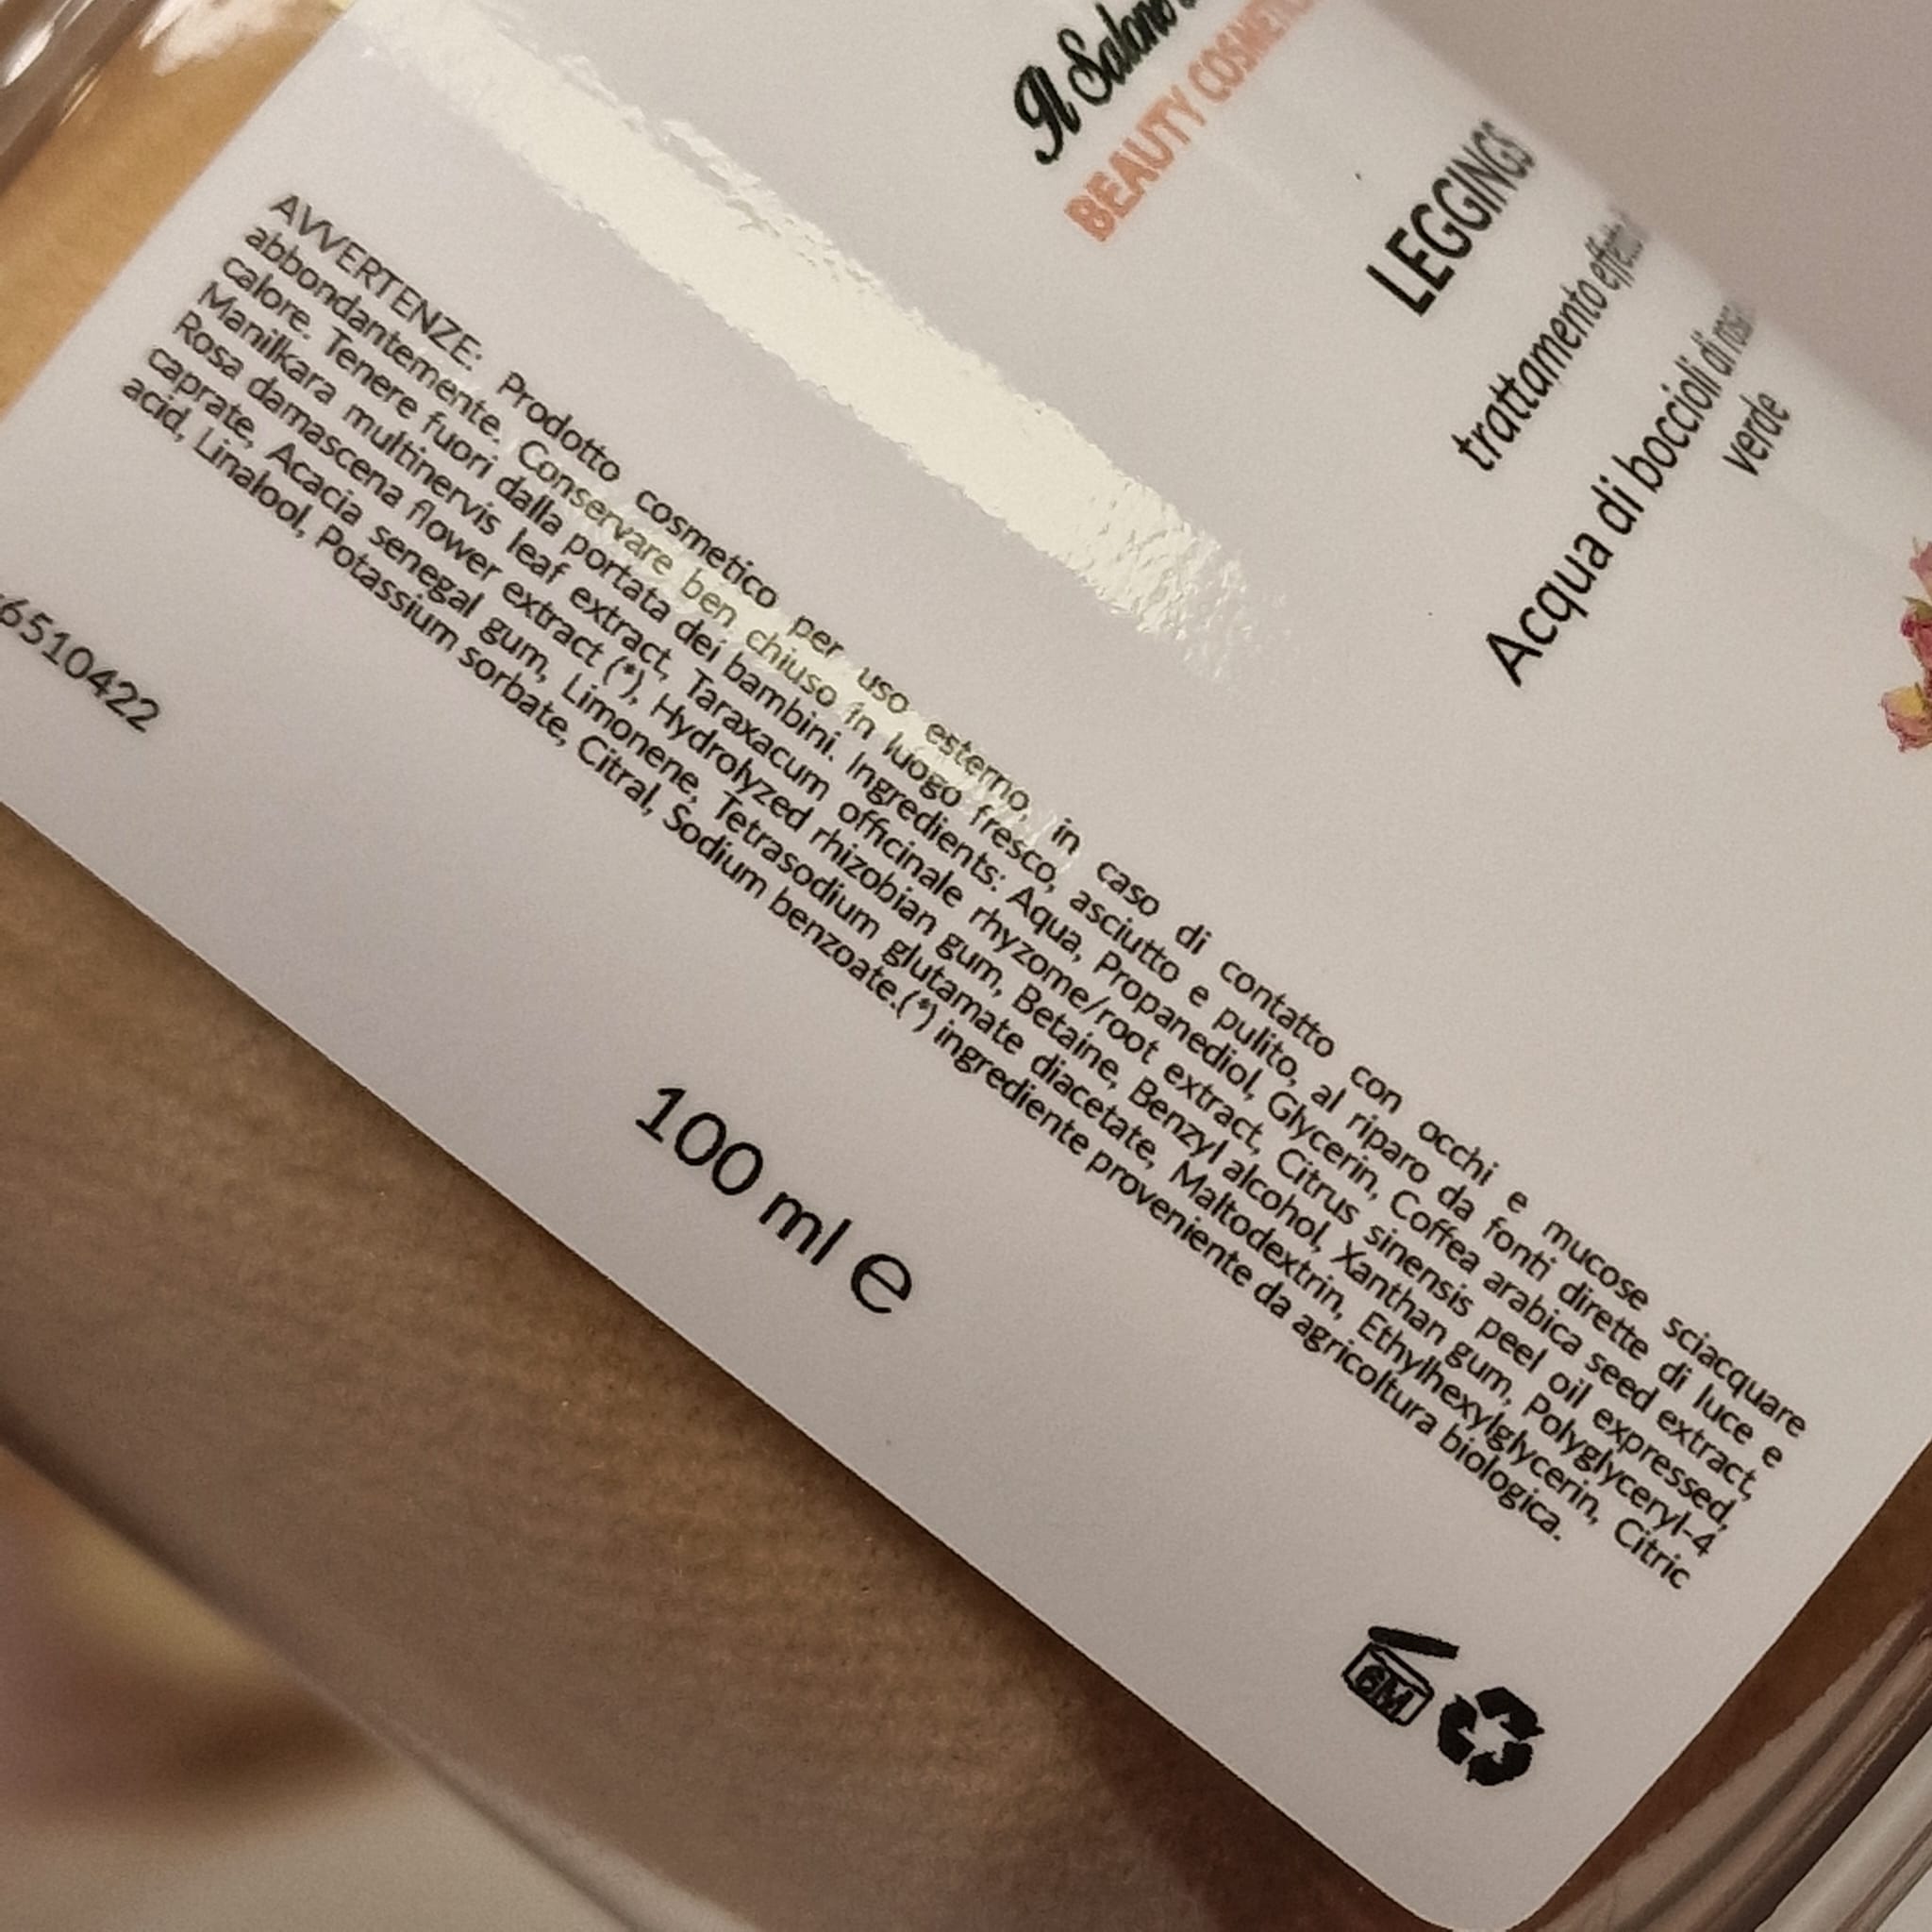 Il Salone
BEAUTY COSMETIC
LEGGINGS
trattamento effetto
Acqua di boccioli di rosa
verde
AVVERTENZE: Prodotto cosmetico per uso esterno, in caso di contatto con occhi e mucose sciacquare
abbondantemente. Conservare ben chiuso in luogo fresco, asciutto e pulito, al riparo da fonti dirette di luce e
calore. Tenere fuori dalla portata dei bambini. Ingredients: Aqua, Propanediol, Glycerin, Coffea arabica seed extract,
Manilkara multinervis leaf extract, Taraxacum officinale rhyzome/root extract, Citrus sinensis peel oil expressed,
Rosa damascena flower extract (*), Hydrolyzed rhizobian gum, Betaine, Benzyl alcohol, Xanthan gum, Polyglyceryl-4
caprate, Acacia senegal gum, Limonene, Tetrasodium glutamate diacetate, Maltodextrin, Ethylhexylglycerin, Citric
acid, Linalool, Potassium sorbate, Citral, Sodium benzoate.(*) ingrediente proveniente da agricoltura biologica.
6510422
100 ml e
6M